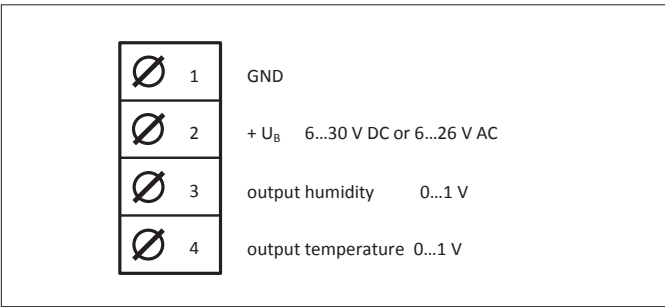 1 GND
2 + UB 6...30 V DC or 6...26 V AC
3 output humidity 0...1 V
4 output temperature 0...1 V